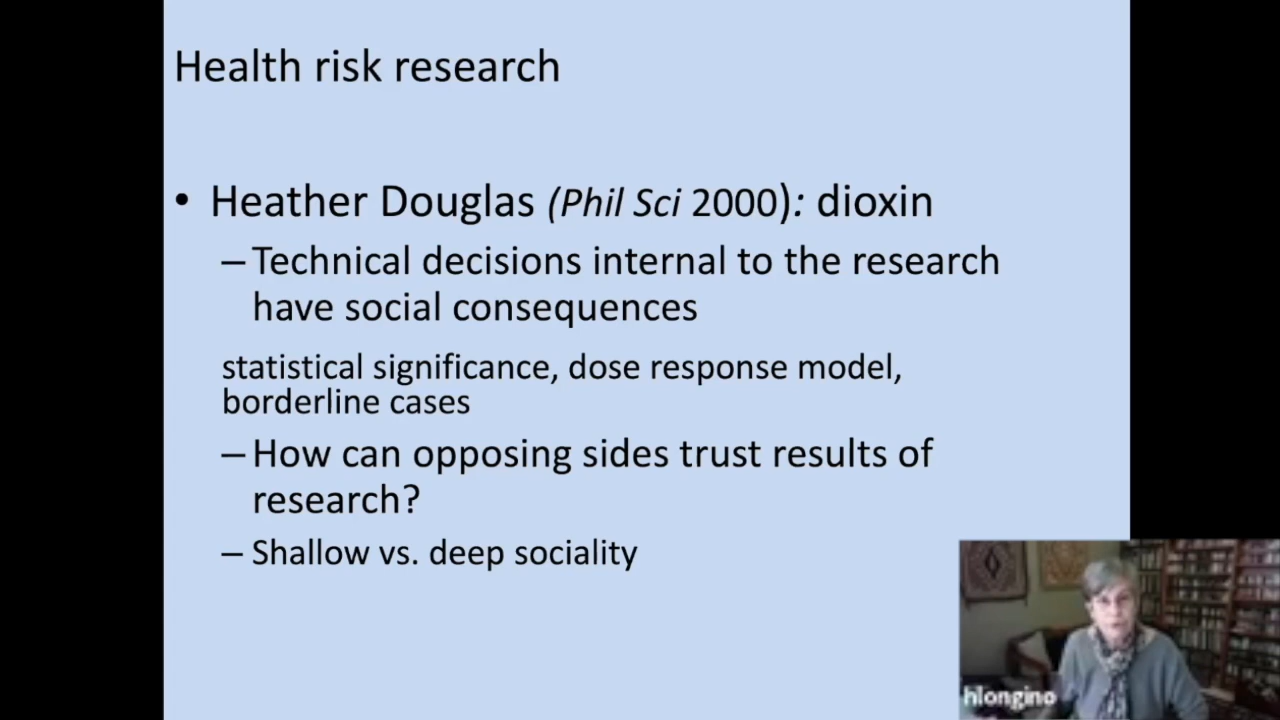 Health risk research
• Heather Douglas (Phil Sci 2000): dioxin
– Technical decisions internal to the research
have social consequences
statistical significance, dose response model,
borderline cases
– How can opposing sides trust results of
research?
– Shallow vs. deep sociality
hlongino